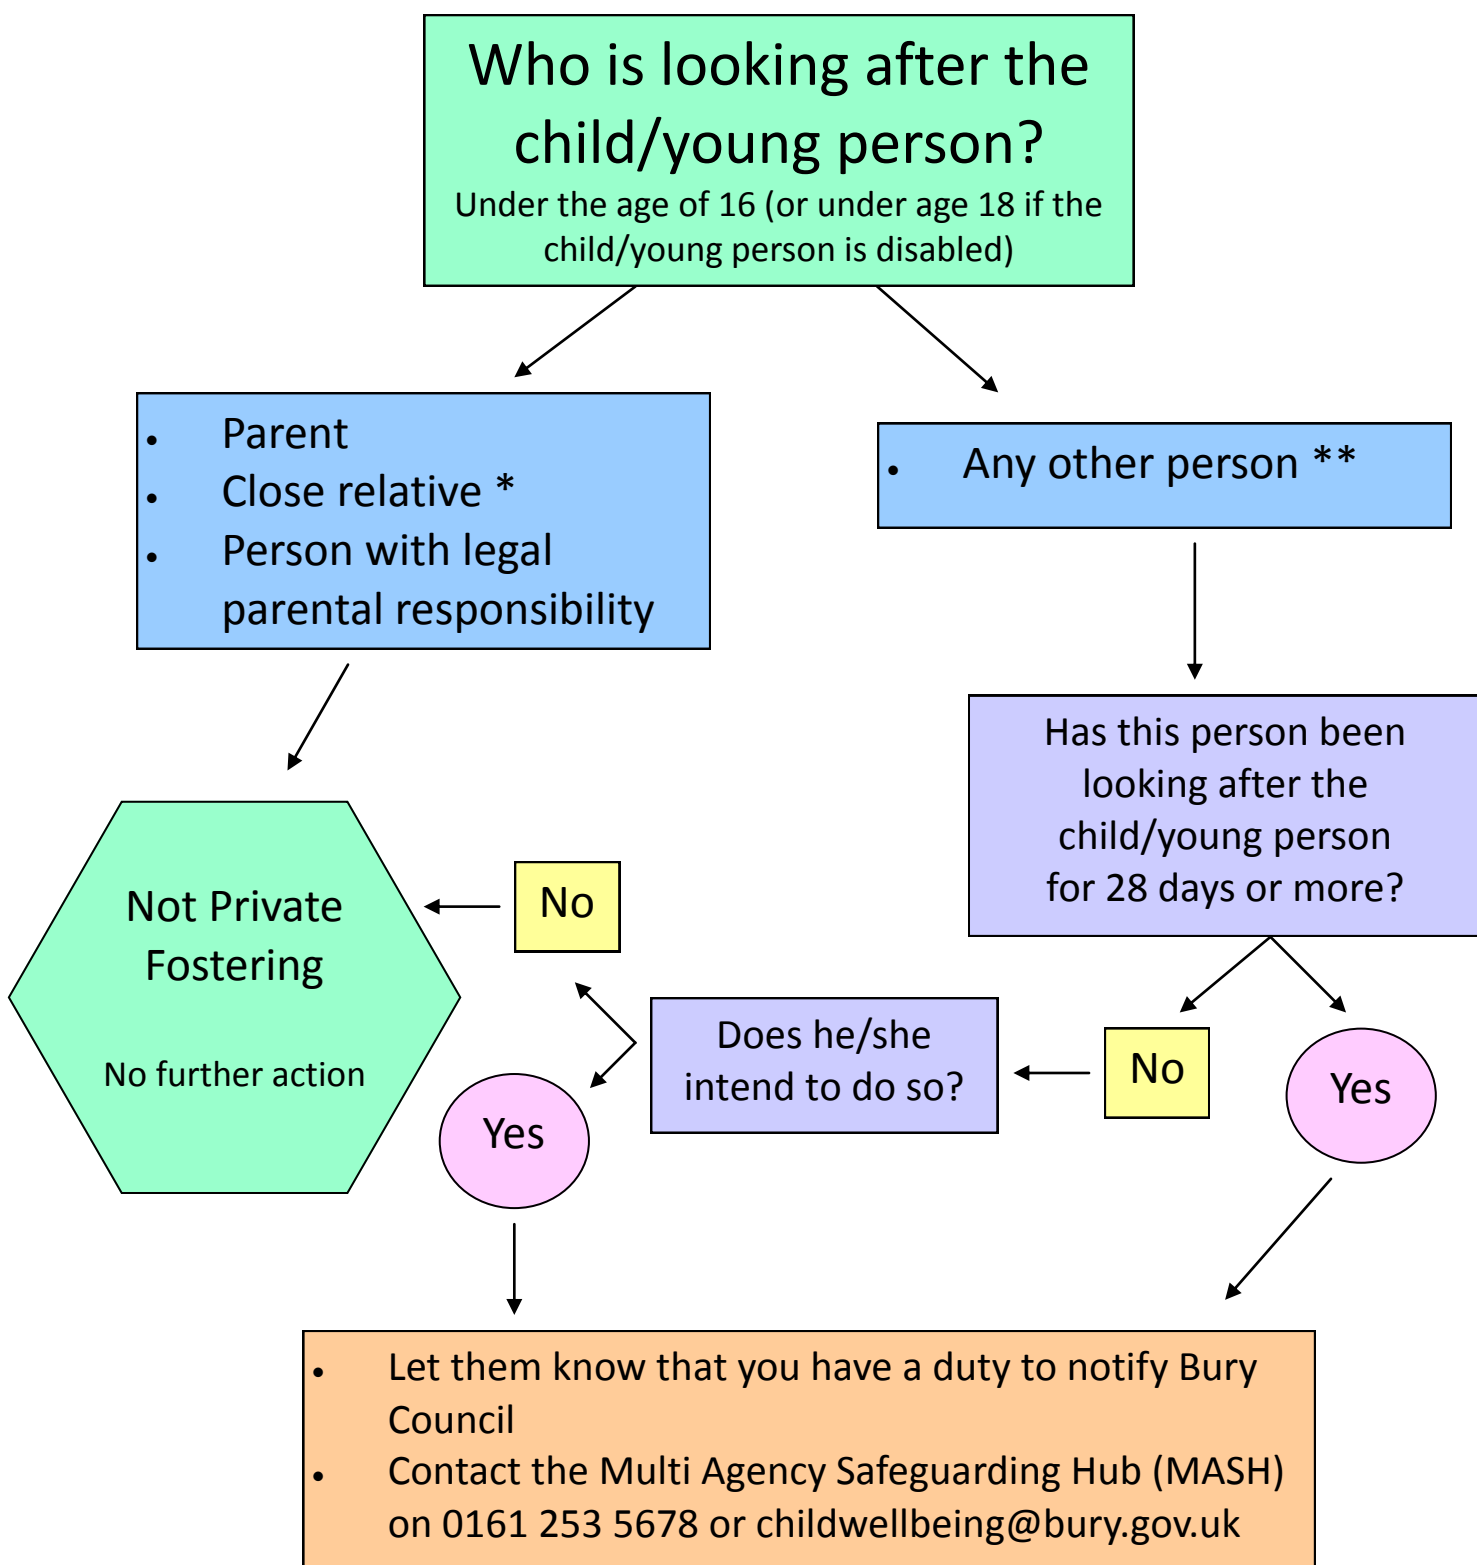 Who is looking after the
child/young person?
Under the age of 16 (or under age 18 if the
child/young person is disabled)
• Parent
• Close relative *
• Person with legal
parental responsibility
• Any other person **
Has this person been
looking after the
child/young person
for 28 days or more?
Not Private
Fostering
No further action
No
Does he/she
intend to do so?
No
Yes
Yes
• Let them know that you have a duty to notify Bury
Council
• Contact the Multi Agency Safeguarding Hub (MASH)
on 0161 253 5678 or childwellbeing@bury.gov.uk